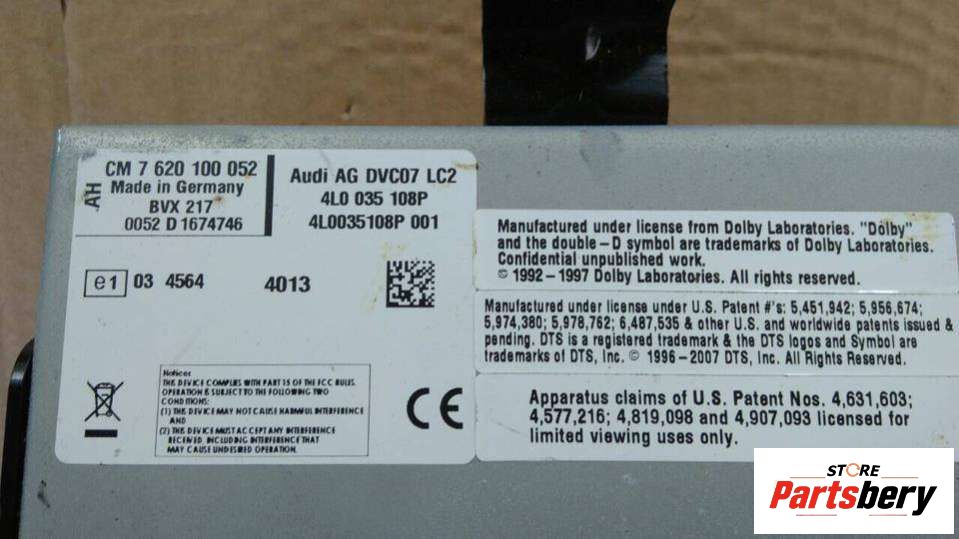 AH
CM 7 620 100 052
Made in Germany
BVX 217
0052 D 1674746
Audi AG DVC07 LC2
4L0 035 108P
4L0035108P 001
e1 03 4564
4013
Notice:
THIS DEVICE COMPLIES WITH PART 15 OF THE FCC RULES.
OPERATION IS SUBJECT TO THE FOLLOWING TWO
CONDITIONS:
(1) THIS DEVICE MAY NOT CAUSE HARMFUL INTERFERENCE
AND
(2) THIS DEVICE MUST ACCEPT ANY INTERFERENCE
RECEIVED INCLUDING INTERFERENCE THAT
MAY CAUSE UNDESIRED OPERATION.
CE
Manufactured under license from Dolby Laboratories. "Dolby"
and the double-D symbol are trademarks of Dolby Laboratories.
Confidential unpublished work.
© 1992-1997 Dolby Laboratories. All rights reserved.
Manufactured under license under U.S. Patent #'s: 5,451,942; 5,956,674;
5,974,380; 5,978,762; 6,487,535 & other U.S. and worldwide patents issued &
pending. DTS is a registered trademark & the DTS logos and Symbol are
trademarks of DTS, Inc. © 1996-2007 DTS, Inc. All Rights Reserved.
Apparatus claims of U.S. Patent Nos. 4,631,603;
4,577,216; 4,819,098 and 4,907,093 licensed for
limited viewing uses only.
STORE
Partsbery